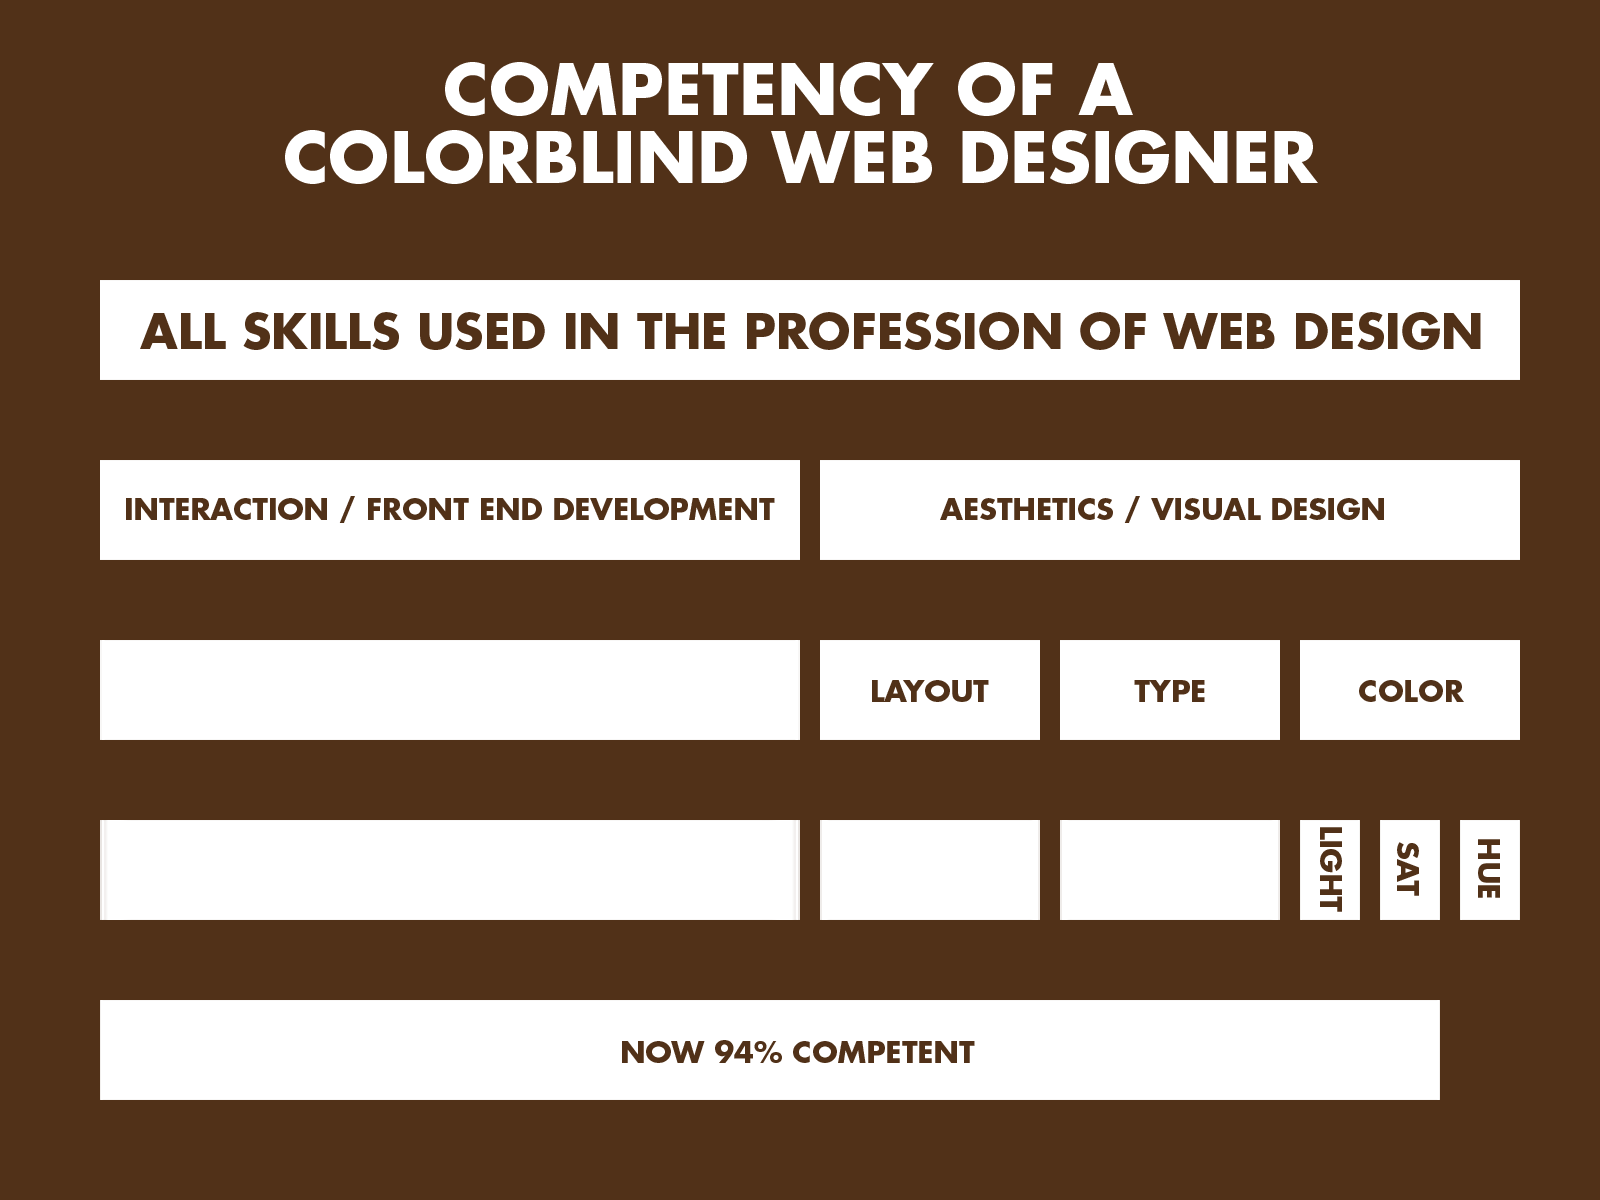 COMPETENCY OF A
COLORBLIND WEB DESIGNER
ALL SKILLS USED IN THE PROFESSION OF WEB DESIGN
INTERACTION / FRONT END DEVELOPMENT
AESTHETICS / VISUAL DESIGN
LAYOUT
TYPE
COLOR
LIGHT
SAT
HUE
NOW 94% COMPETENT